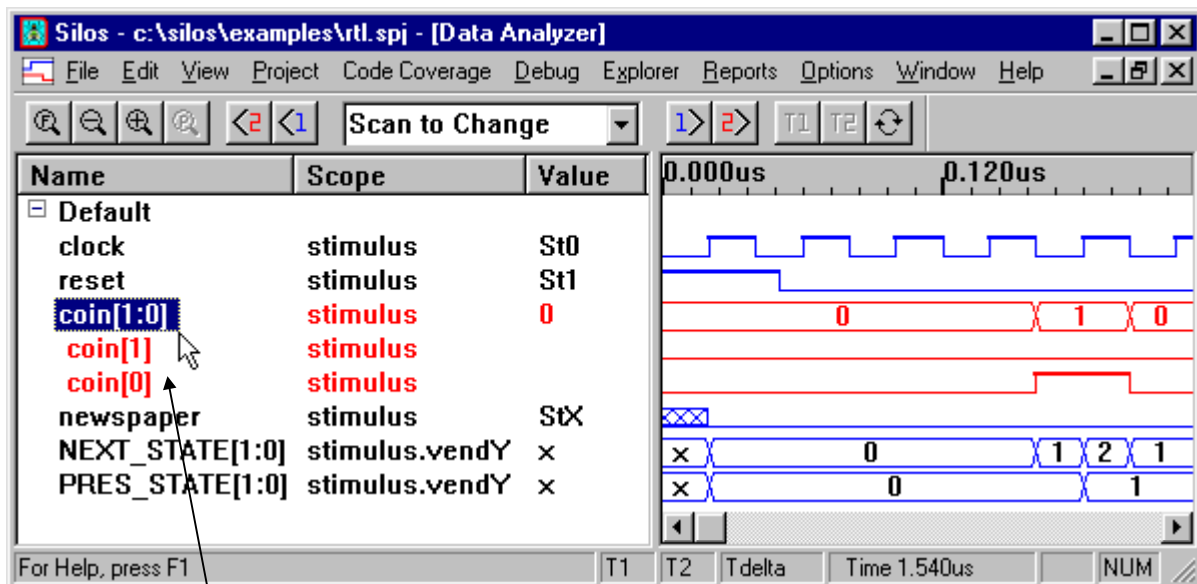 Silos - c:\silos\examples\rtl.spj - [Data Analyzer]
File Edit View Project Code Coverage Debug Explorer Reports Options Window Help
<2 <1 Scan to Change 1> 2> T1 T2
Name Scope Value 0.000us 0.120us
Default
clock stimulus St0
reset stimulus St1
coin[1:0] stimulus 0 0 1 0
coin[1] stimulus
coin[0] stimulus
newspaper stimulus StX
NEXT_STATE[1:0] stimulus.vendY x x 0 1 2 1
PRES_STATE[1:0] stimulus.vendY x x 0 1
For Help, press F1 T1 T2 Tdelta Time 1.540us NUM